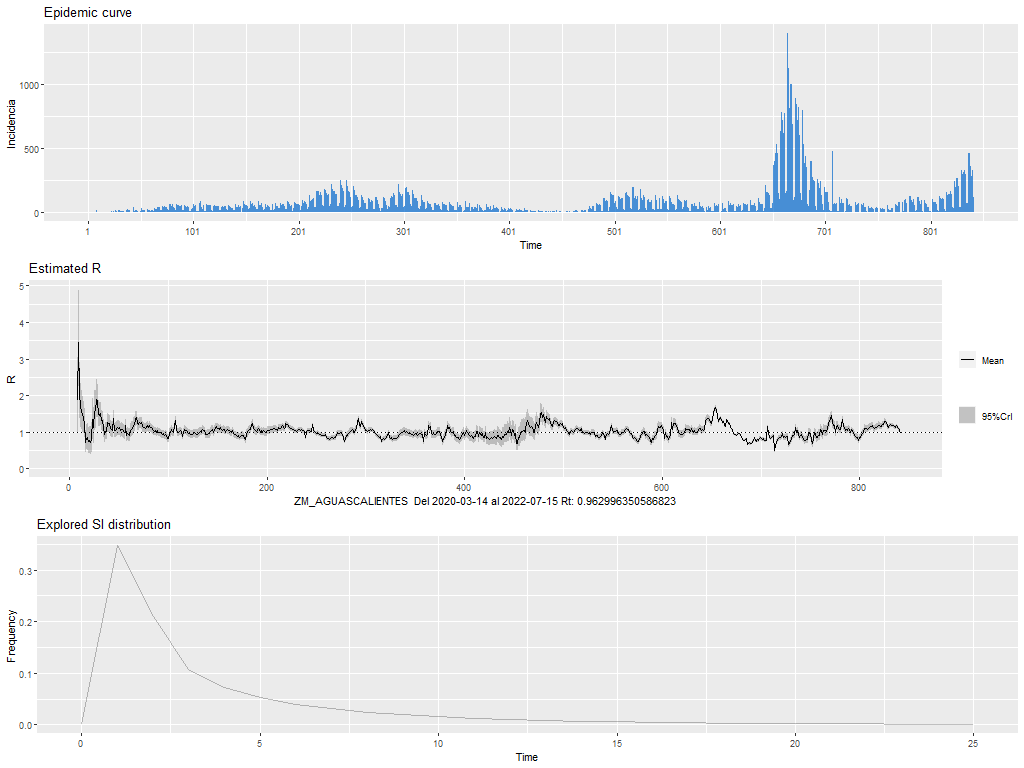 Epidemic curve
Incidencia
1000
500
0
1 101 201 301 401 501 601 701 801
Time
Estimated R
R
5
4
3
2
1
0
0 200 400 600 800
Mean
95%CrI
ZM_AGUASCALIENTES Del 2020-03-14 al 2022-07-15 Rt: 0.962996350586823
Explored SI distribution
Frequency
0.3
0.2
0.1
0.0
0 5 10 15 20 25
Time